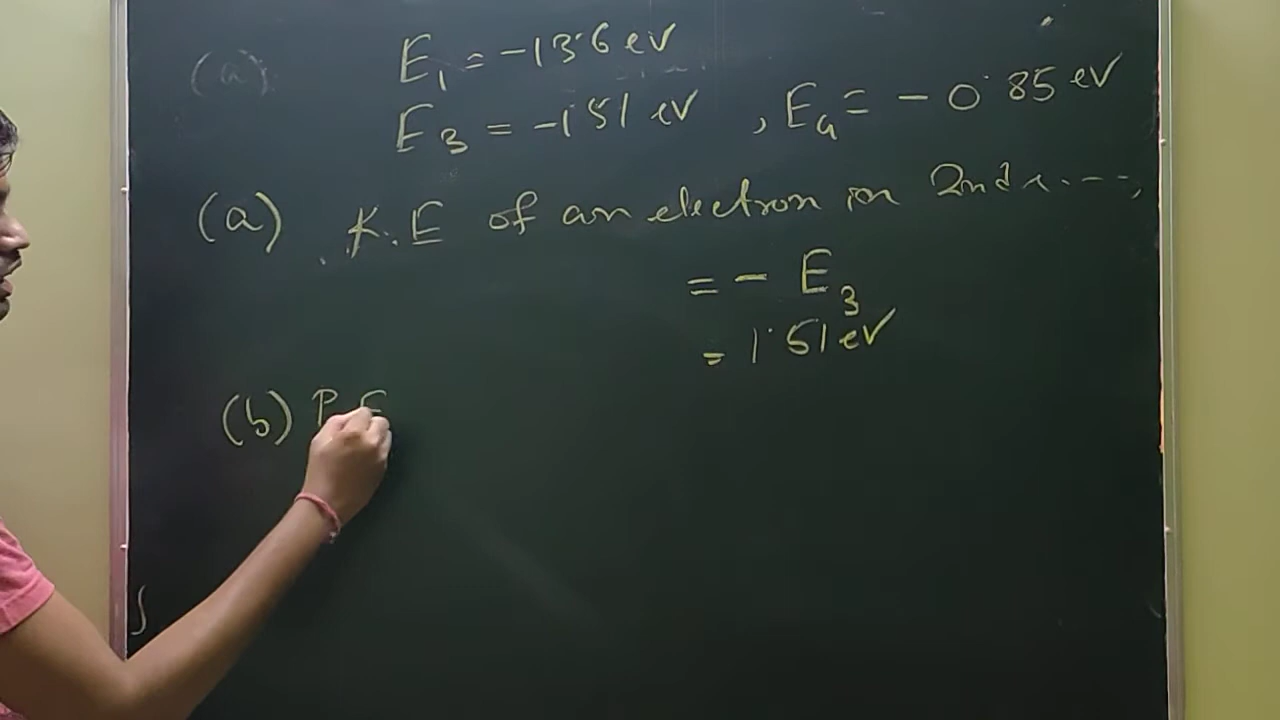 (a) E₁ = -13.6 eV
E₃ = -1.51 eV , E₄ = - 0.85 eV
(a) K.E of an electron in 2nd
= - E₃
= 1.51 eV
(b) P.E